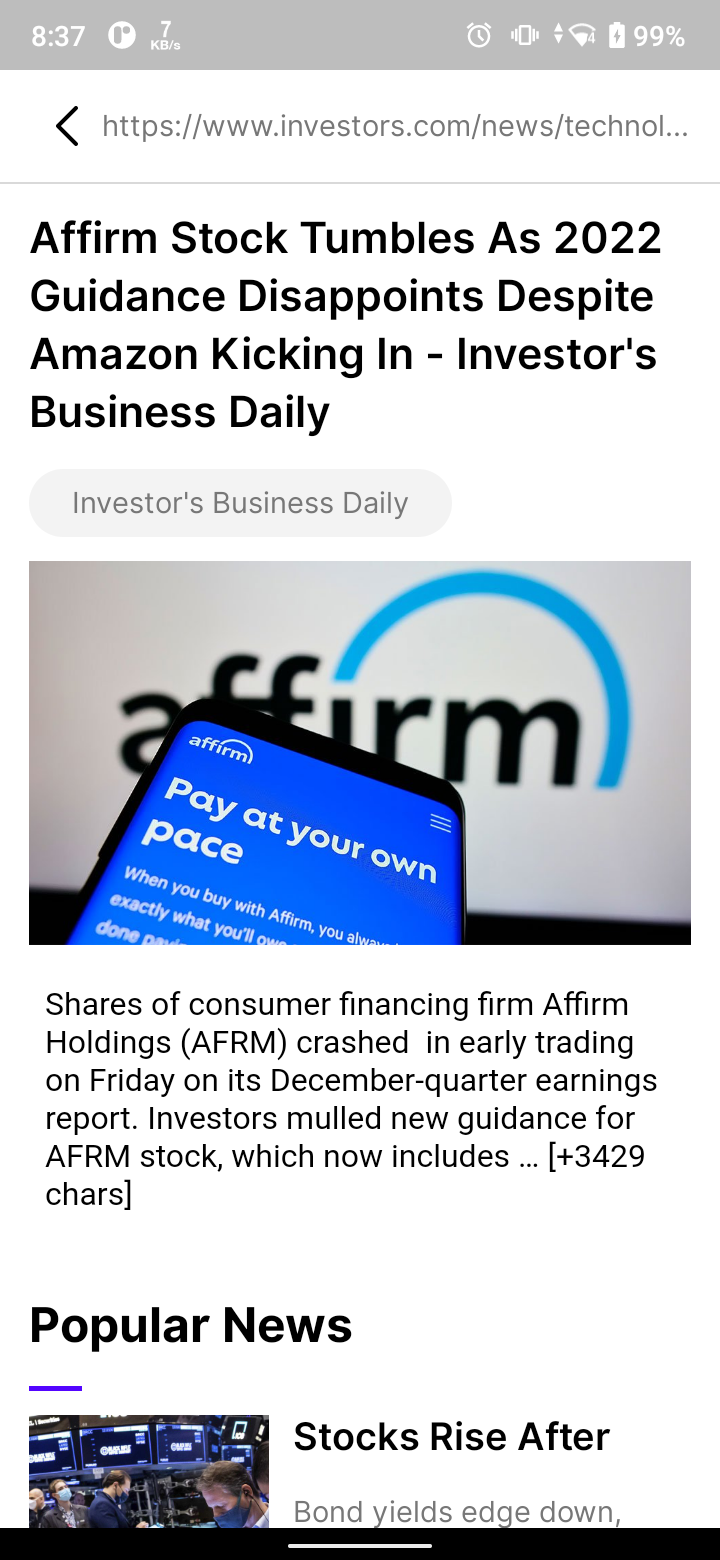 8:37
7
KB/s
4
99%
https://www.investors.com/news/technol...
Affirm Stock Tumbles As 2022
Guidance Disappoints Despite
Amazon Kicking In - Investor's
Business Daily
Investor's Business Daily
affirm
affirm
Pay at your own
pace
When you buy with Affirm, you
exactly what you'll
done
Shares of consumer financing firm Affirm
Holdings (AFRM) crashed  in early trading
on Friday on its December-quarter earnings
report. Investors mulled new guidance for
AFRM stock, which now includes … [+3429
chars]
Popular News
Stocks Rise After
Bond yields edge down,